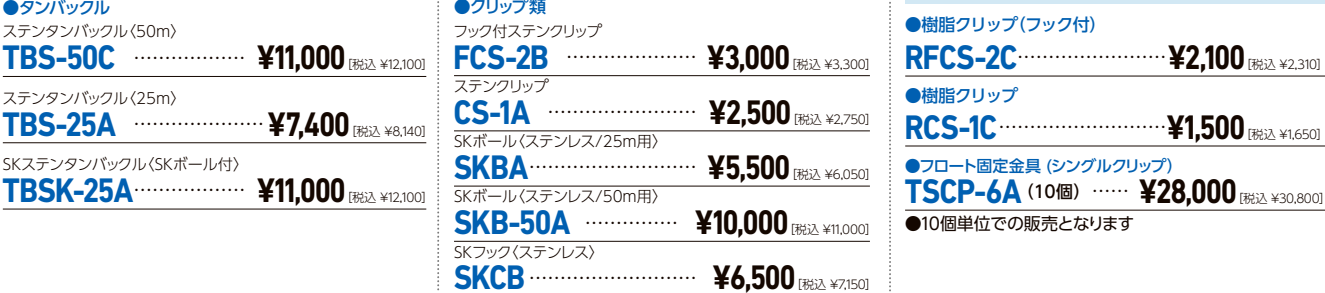 ●タンバックル
ステンタンバックル〈50m〉
TBS-50C ……………… ¥11,000 [税込 ¥12,100]
ステンタンバックル〈25m〉
TBS-25A ……………… ¥7,400 [税込 ¥8,140]
SKステンタンバックル〈SKボール付〉
TBSK-25A ……………… ¥11,000 [税込 ¥12,100]
●クリップ類
フック付ステンクリップ
FCS-2B ……………… ¥3,000 [税込 ¥3,300]
ステンクリップ
CS-1A ……………… ¥2,500 [税込 ¥2,750]
SKボール〈ステンレス/25m用〉
SKBA ……………… ¥5,500 [税込 ¥6,050]
SKボール〈ステンレス/50m用〉
SKB-50A ……………… ¥10,000 [税込 ¥11,000]
SKフック〈ステンレス〉
SKCB ……………… ¥6,500 [税込 ¥7,150]
●樹脂クリップ(フック付)
RFCS-2C ……………… ¥2,100 [税込 ¥2,310]
●樹脂クリップ
RCS-1C ……………… ¥1,500 [税込 ¥1,650]
●フロート固定金具 (シングルクリップ)
TSCP-6A (10個) …… ¥28,000 [税込 ¥30,800]
●10個単位での販売となります